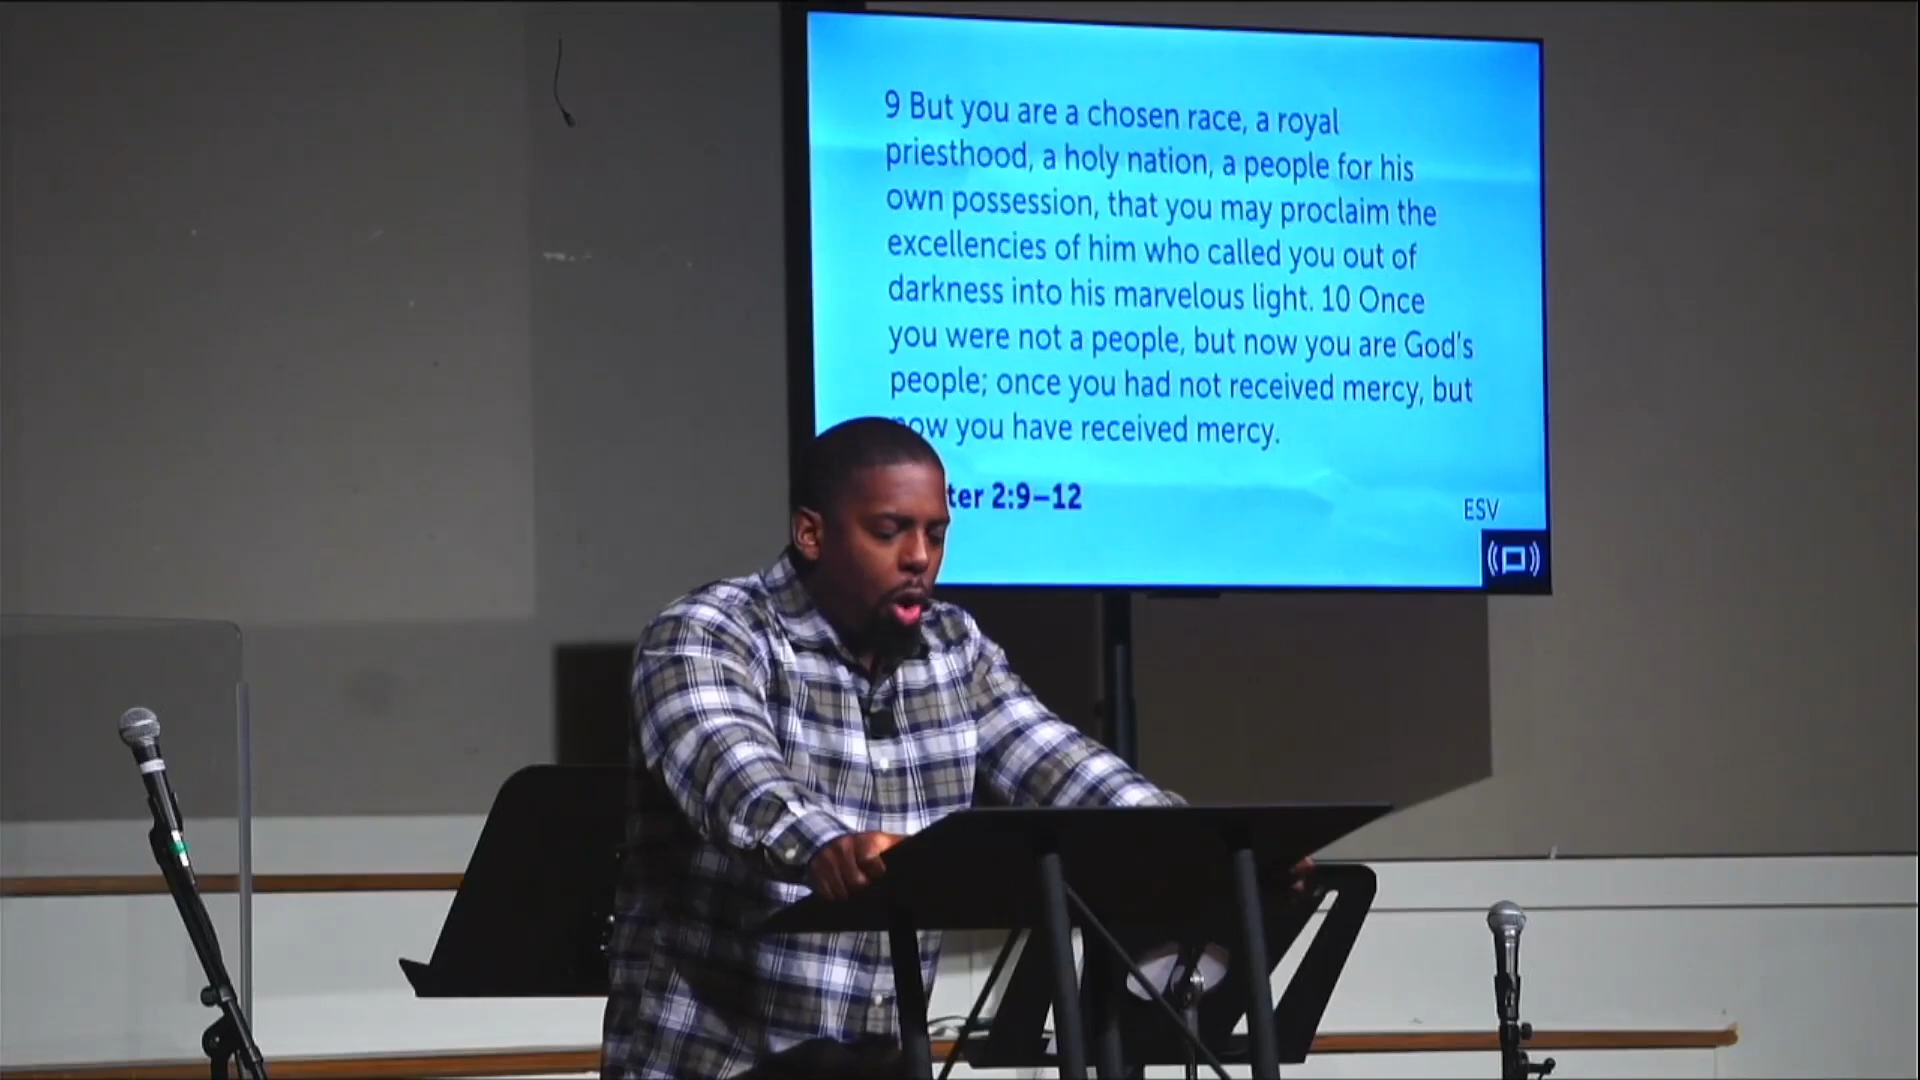 9 But you are a chosen race, a royal
priesthood, a holy nation, a people for his
own possession, that you may proclaim the
excellencies of him who called you out of
darkness into his marvelous light. 10 Once
you were not a people, but now you are God's
people; once you had not received mercy, but
now you have received mercy.
ter 2:9–12
ESV